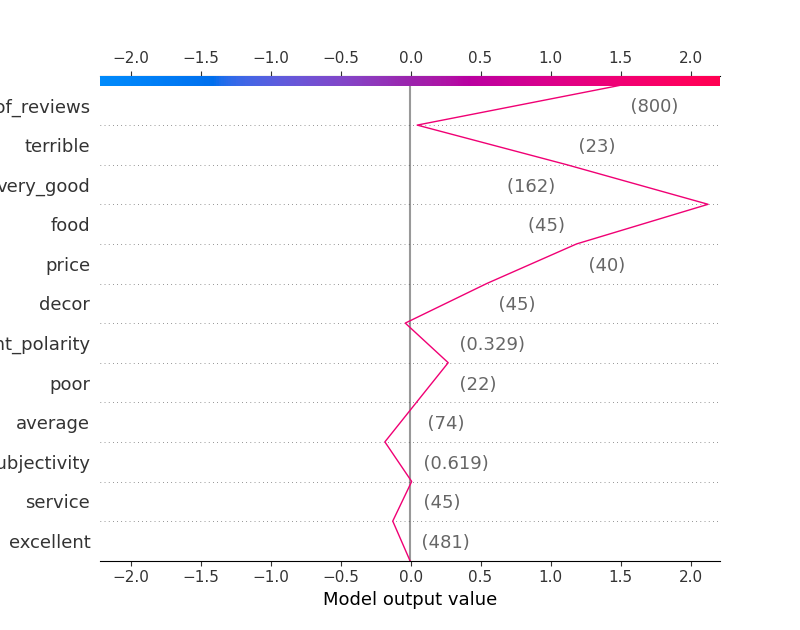 −2.0 −1.5 −1.0 −0.5 0.0 0.5 1.0 1.5 2.0
of_reviews (800)
terrible (23)
very_good (162)
food (45)
price (40)
decor (45)
nt_polarity (0.329)
poor (22)
average (74)
ubjectivity (0.619)
service (45)
excellent (481)
−2.0 −1.5 −1.0 −0.5 0.0 0.5 1.0 1.5 2.0
Model output value